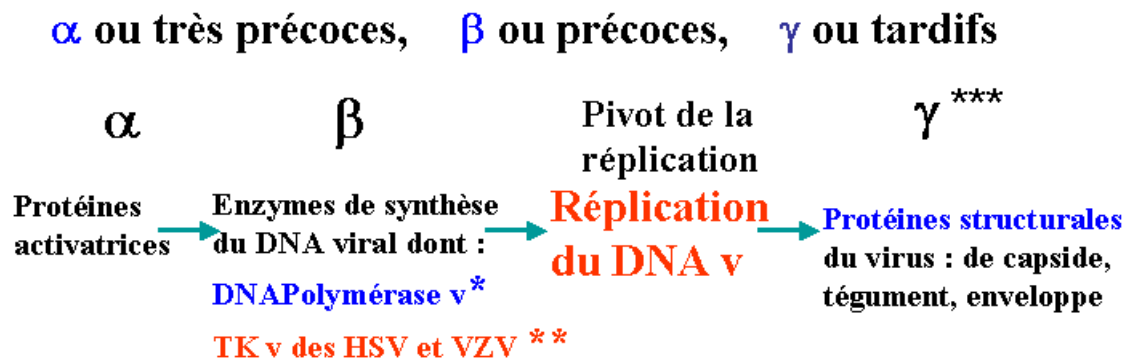 α ou très précoces, β ou précoces, γ ou tardifs
α
β
Pivot de la
réplication
γ ***
Protéines
activatrices
Enzymes de synthèse
du DNA viral dont :
DNAPolymérase v*
TK v des HSV et VZV **
Réplication
du DNA v
Protéines structurales
du virus : de capside,
tégument, enveloppe